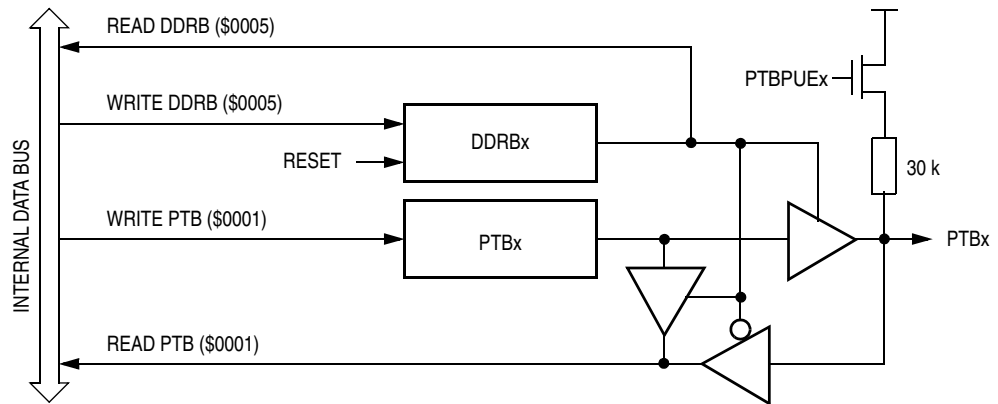 READ DDRB ($0005)
PTBPUEx
WRITE DDRB ($0005)
DDRBx
RESET
30 k
INTERNAL DATA BUS
WRITE PTB ($0001)
PTBx
PTBx
READ PTB ($0001)